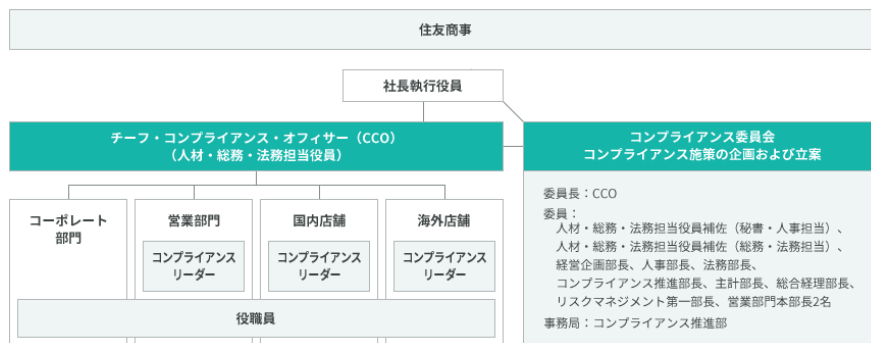 住友商事
社長執行役員
チーフ・コンプライアンス・オフィサー（CCO）
（人材・総務・法務担当役員）
コンプライアンス委員会
コンプライアンス施策の企画および立案
コーポレート
部門
営業部門
コンプライアンス
リーダー
国内店舗
コンプライアンス
リーダー
海外店舗
コンプライアンス
リーダー
役職員
委員長：CCO
委員：
人材・総務・法務担当役員補佐（秘書・人事担当）、
人材・総務・法務担当役員補佐（総務・法務担当）、
経営企画部長、人事部長、法務部長、
コンプライアンス推進部長、主計部長、総合経理部長、
リスクマネジメント第一部長、営業部門本部長2名
事務局：コンプライアンス推進部